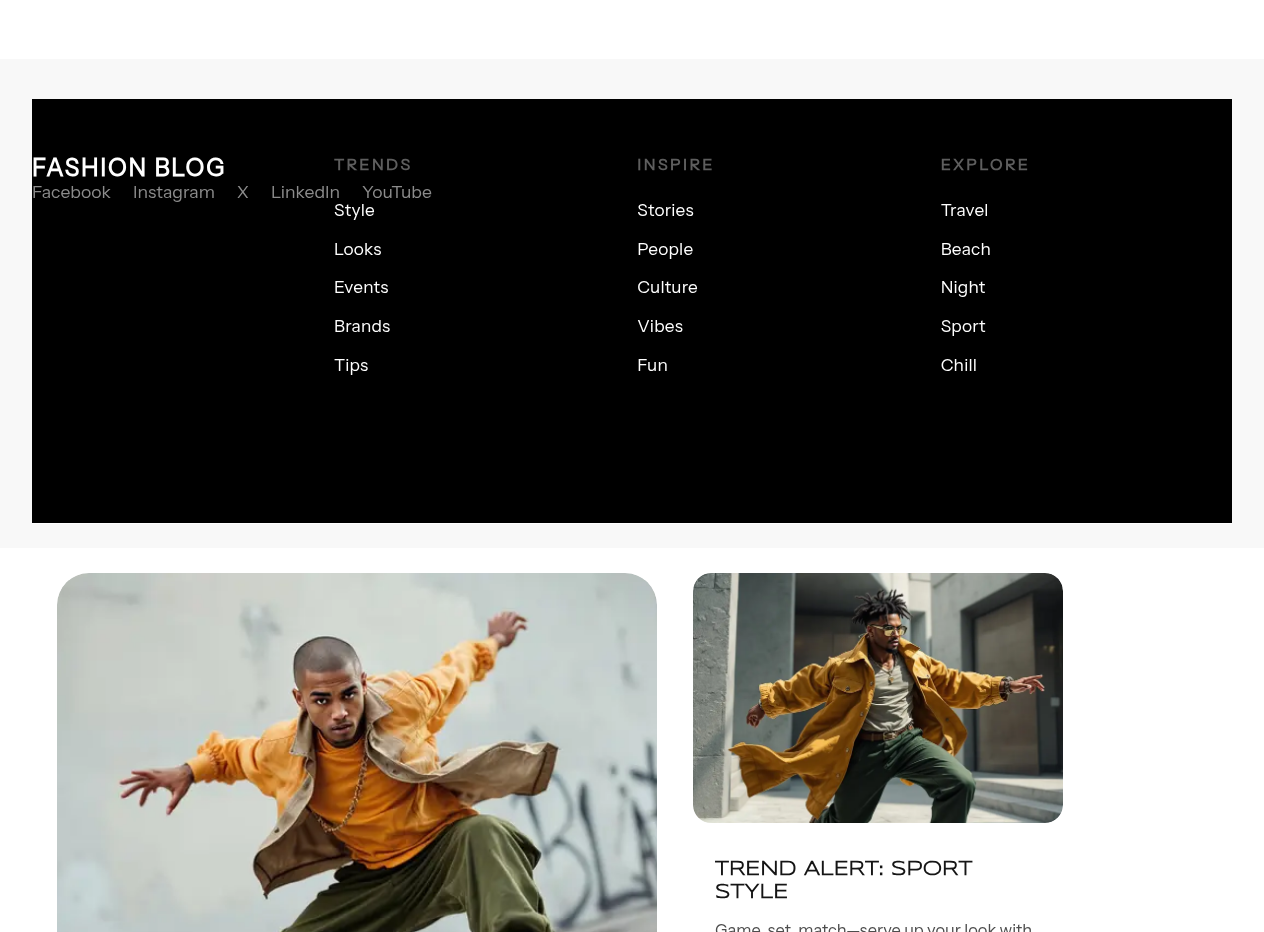 FASHION BLOG
Facebook Instagram X LinkedIn YouTube
TRENDS
Style
Looks
Events
Brands
Tips
INSPIRE
Stories
People
Culture
Vibes
Fun
EXPLORE
Travel
Beach
Night
Sport
Chill
TREND ALERT: SPORT
STYLE
Game, set, match—serve up your look with